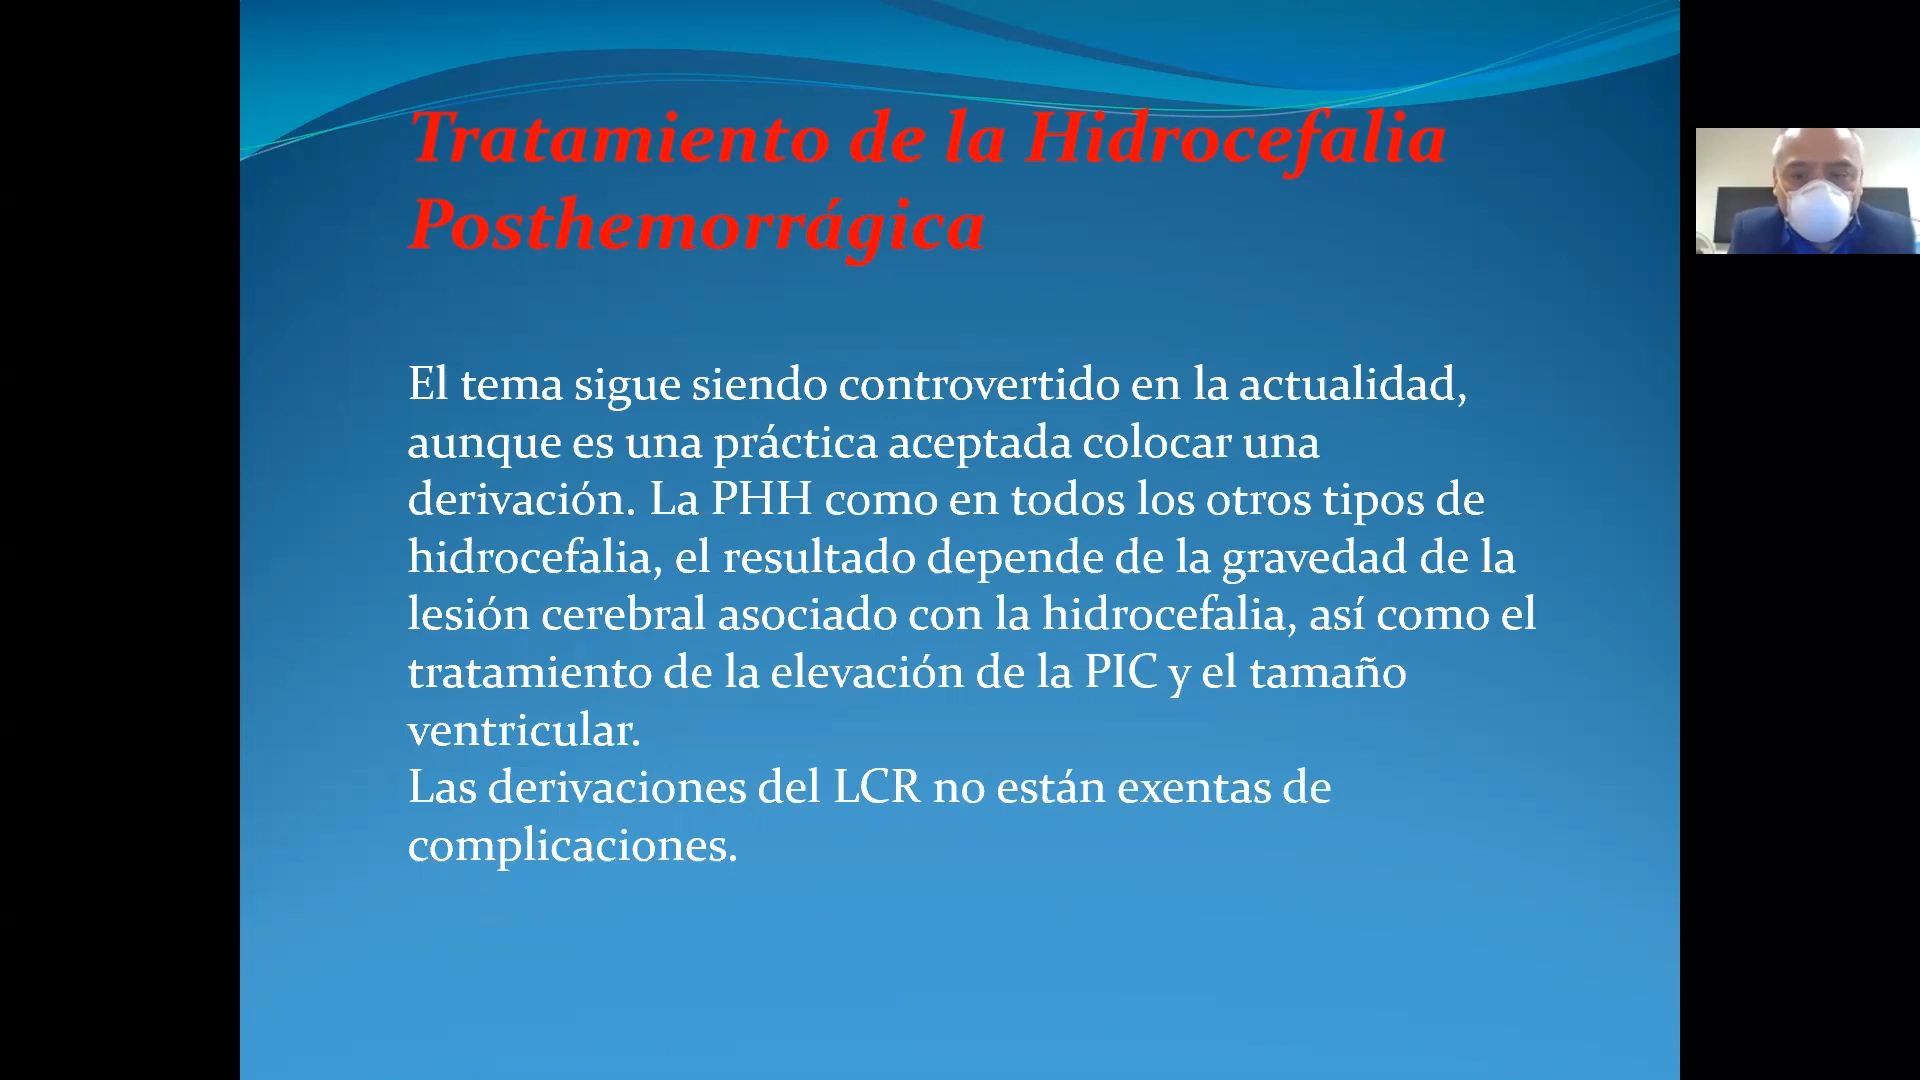 Tratamiento de la Hidrocefalia
Posthemorrágica
El tema sigue siendo controvertido en la actualidad,
aunque es una práctica aceptada colocar una
derivación. La PHH como en todos los otros tipos de
hidrocefalia, el resultado depende de la gravedad de la
lesión cerebral asociado con la hidrocefalia, así como el
tratamiento de la elevación de la PIC y el tamaño
ventricular.
Las derivaciones del LCR no están exentas de
complicaciones.